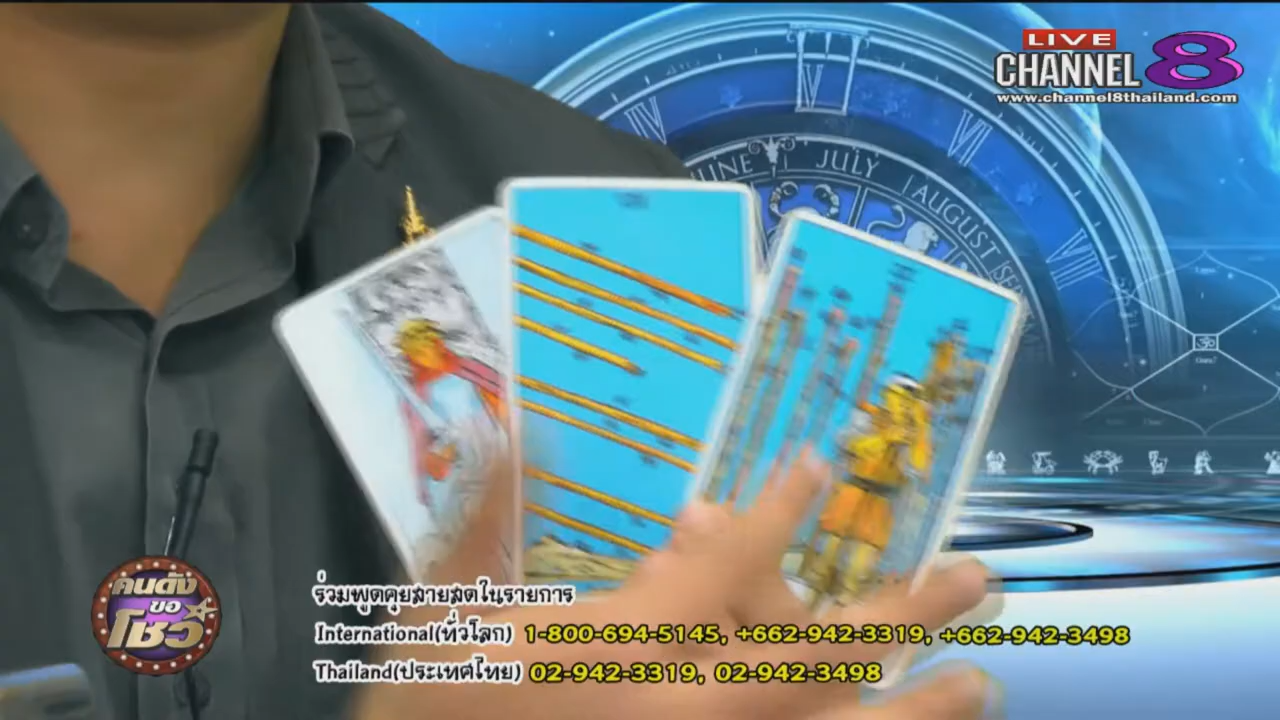 LIVE
CHANNEL 8
www.channel8thailand.com
IV
V
VI
VII
JUNE
JULY
AUGUST
คนดัง
ขอ
โชว์
ร่วมพูดคุยสายสดในรายการ
International(ทั่วโลก) 1-800-694-5145, +662-942-3319, +662-942-3498
Thailand(ประเทศไทย) 02-942-3319, 02-942-3498